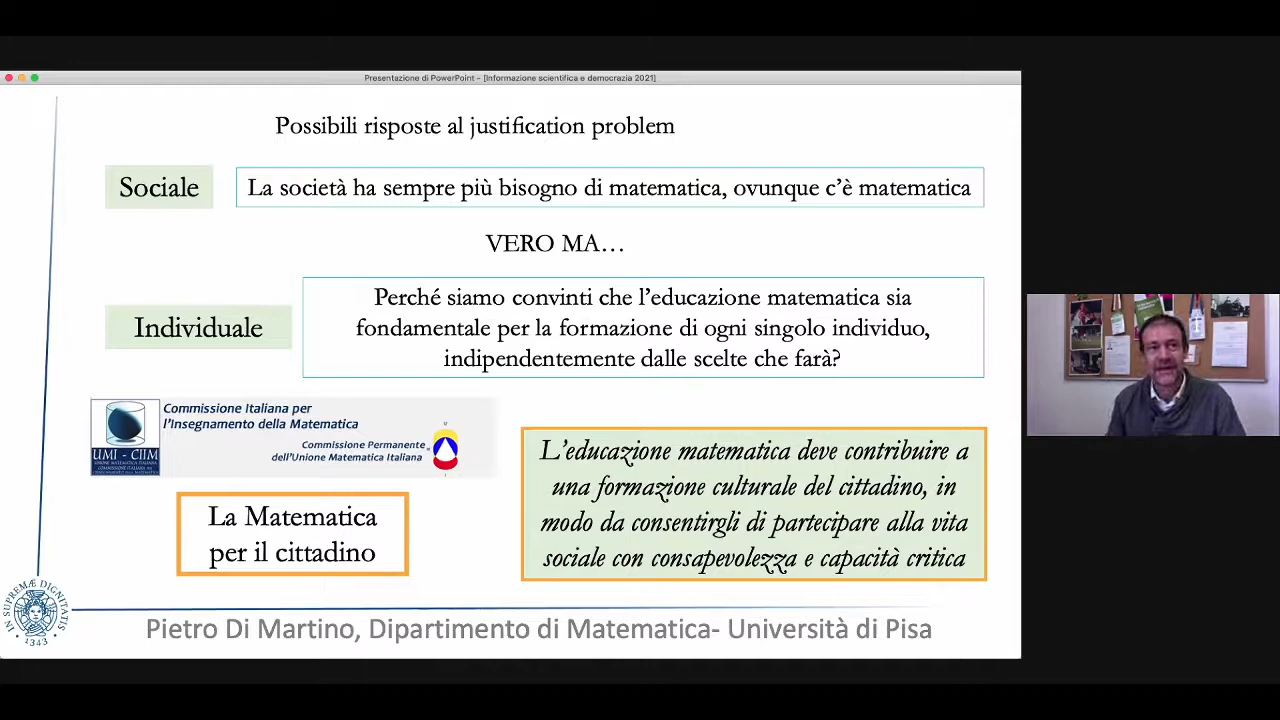 Presentazione di PowerPoint - [Informazione scientifica e democrazia 2021]
Possibili risposte al justification problem
Sociale
La società ha sempre più bisogno di matematica, ovunque c'è matematica
VERO MA…
Individuale
Perché siamo convinti che l'educazione matematica sia
fondamentale per la formazione di ogni singolo individuo,
indipendentemente dalle scelte che farà?
Commissione Italiana per
l'Insegnamento della Matematica
Commissione Permanente
dell'Unione Matematica Italiana
UMI - CIIM
La Matematica
per il cittadino
L'educazione matematica deve contribuire a
una formazione culturale del cittadino, in
modo da consentirgli di partecipare alla vita
sociale con consapevolezza e capacità critica
IN SUPREMÆ DIGNITATIS
1343
Pietro Di Martino, Dipartimento di Matematica- Università di Pisa